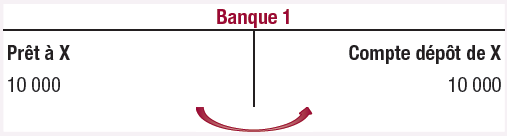 Banque 1
Prêt à X Compte dépôt de X
10 000 10 000